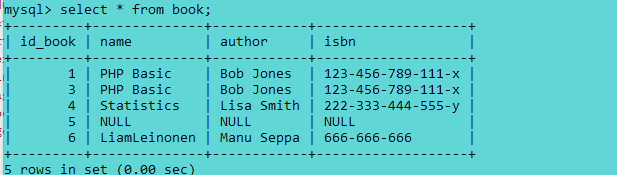 mysql> select * from book;
+---------+--------------+------------+-------------------+
| id_book | name         | author     | isbn              |
+---------+--------------+------------+-------------------+
|       1 | PHP Basic    | Bob Jones  | 123-456-789-111-x |
|       3 | PHP Basic    | Bob Jones  | 123-456-789-111-x |
|       4 | Statistics   | Lisa Smith | 222-333-444-555-y |
|       5 | NULL         | NULL       | NULL              |
|       6 | LiamLeinonen | Manu Seppa | 666-666-666       |
+---------+--------------+------------+-------------------+
5 rows in set (0.00 sec)